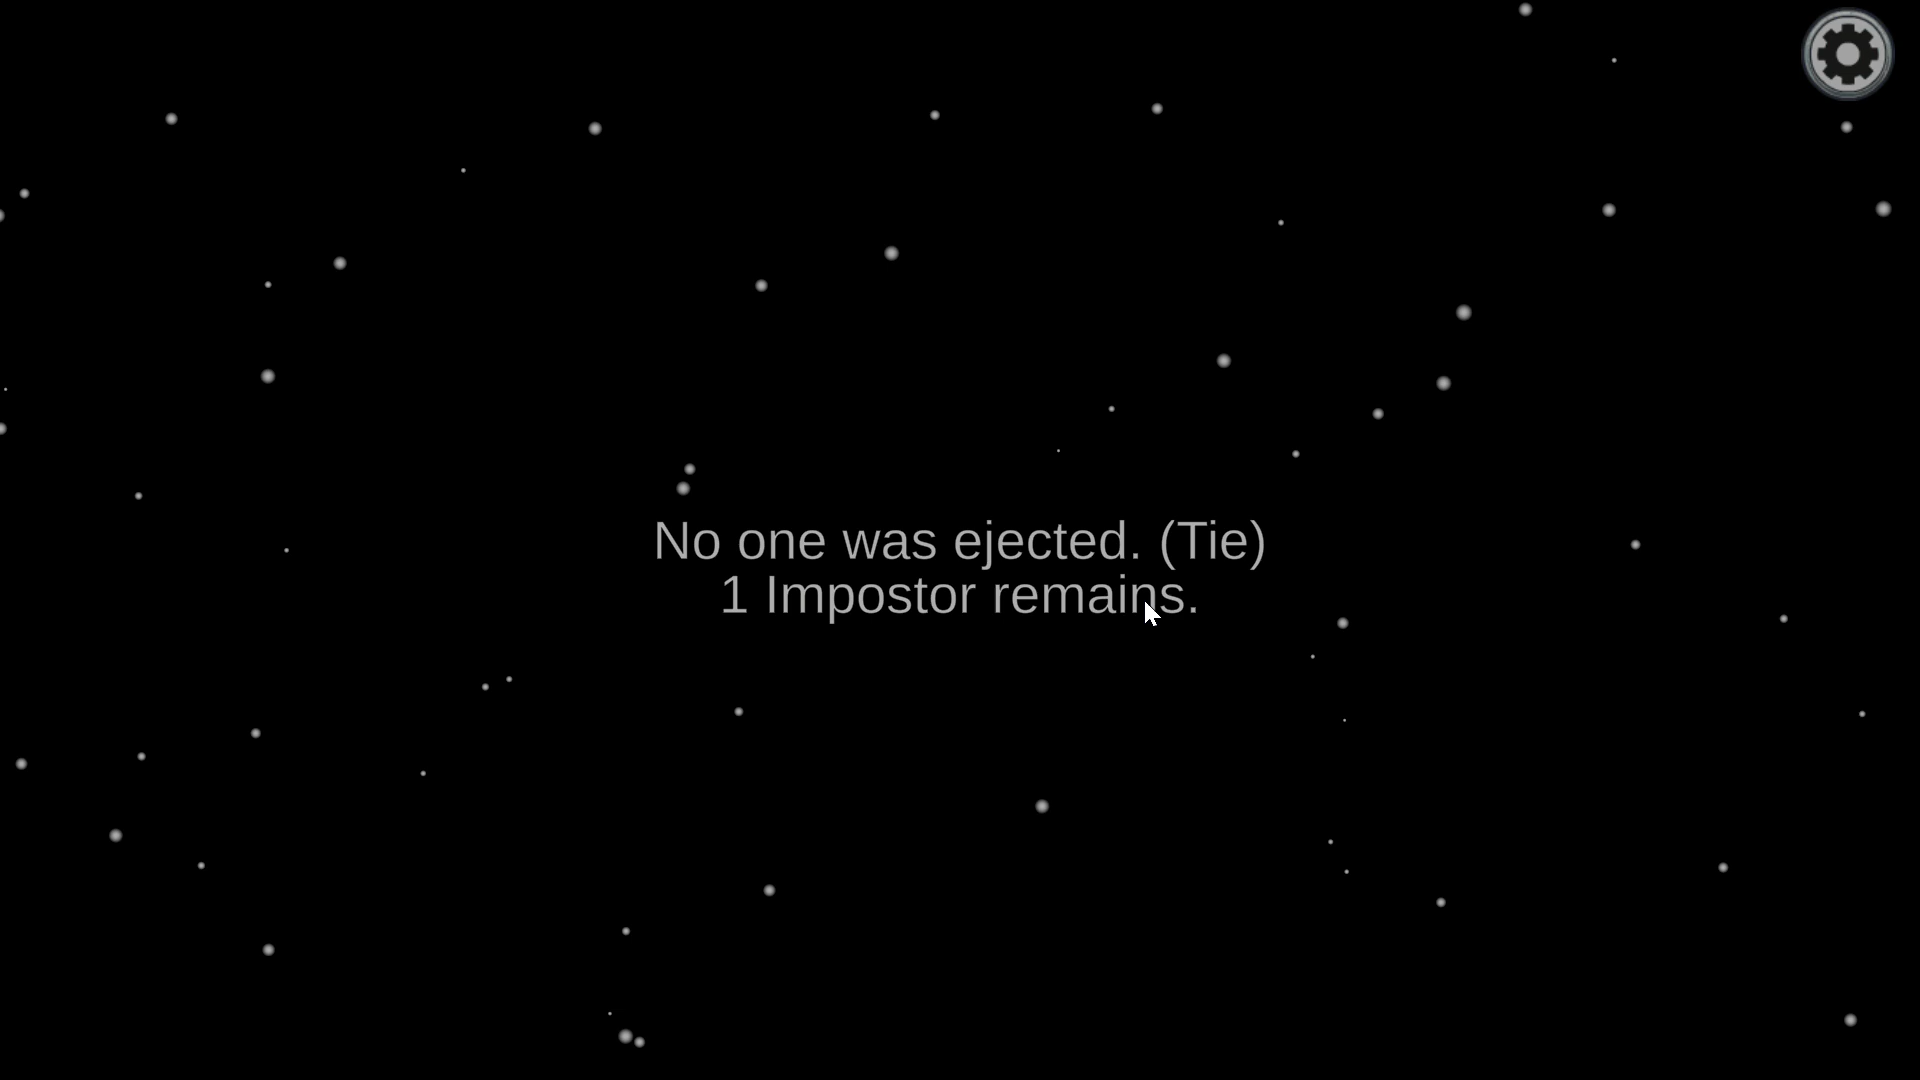 No one was ejected. (Tie)
1 Impostor remains.